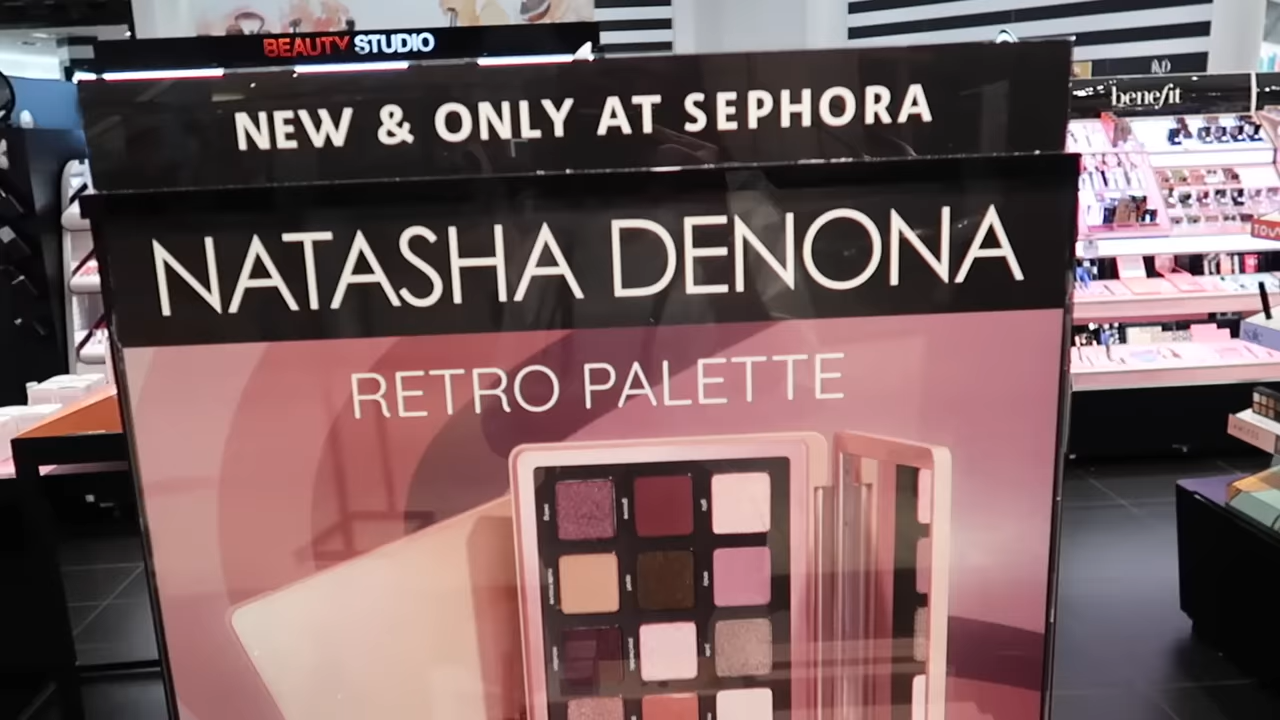 BEAUTY STUDIO
NEW & ONLY AT SEPHORA
benefit
NATASHA DENONA
RETRO PALETTE